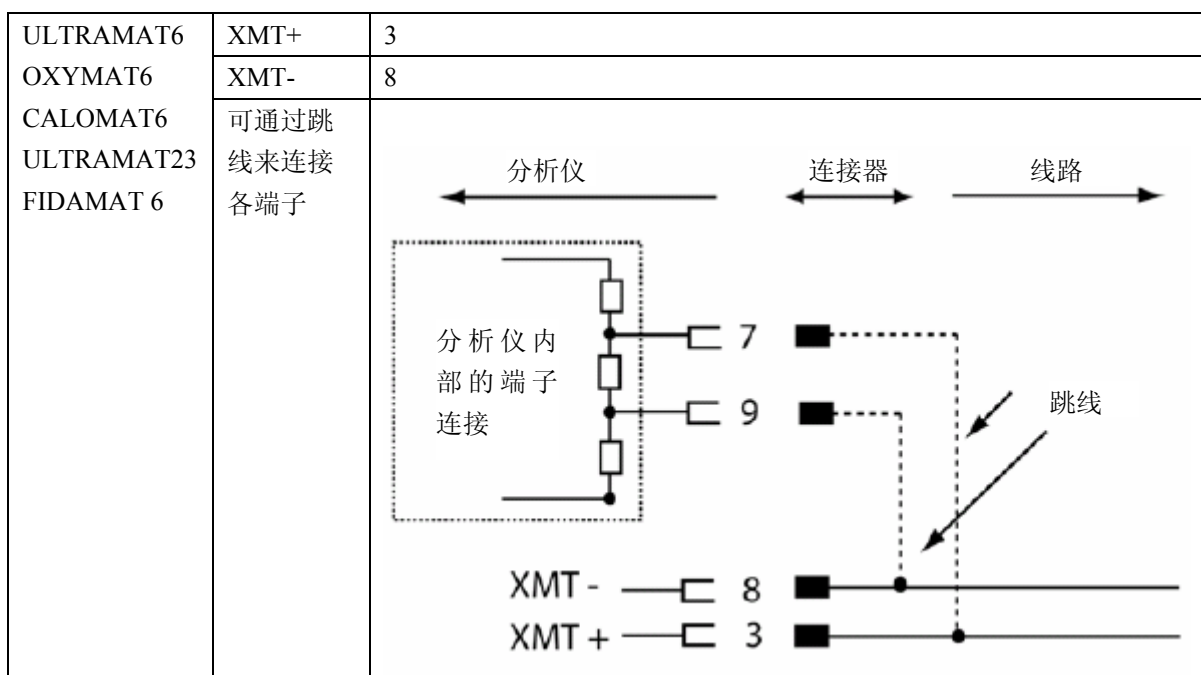 ULTRAMAT6
OXYMAT6
CALOMAT6
ULTRAMAT23
FIDAMAT 6
XMT+
3
XMT-
8
可通过跳
线来连接
各端子
分析仪
连接器
线路
分析仪内
部的端子
连接
7
9
跳线
XMT - 8
XMT + 3